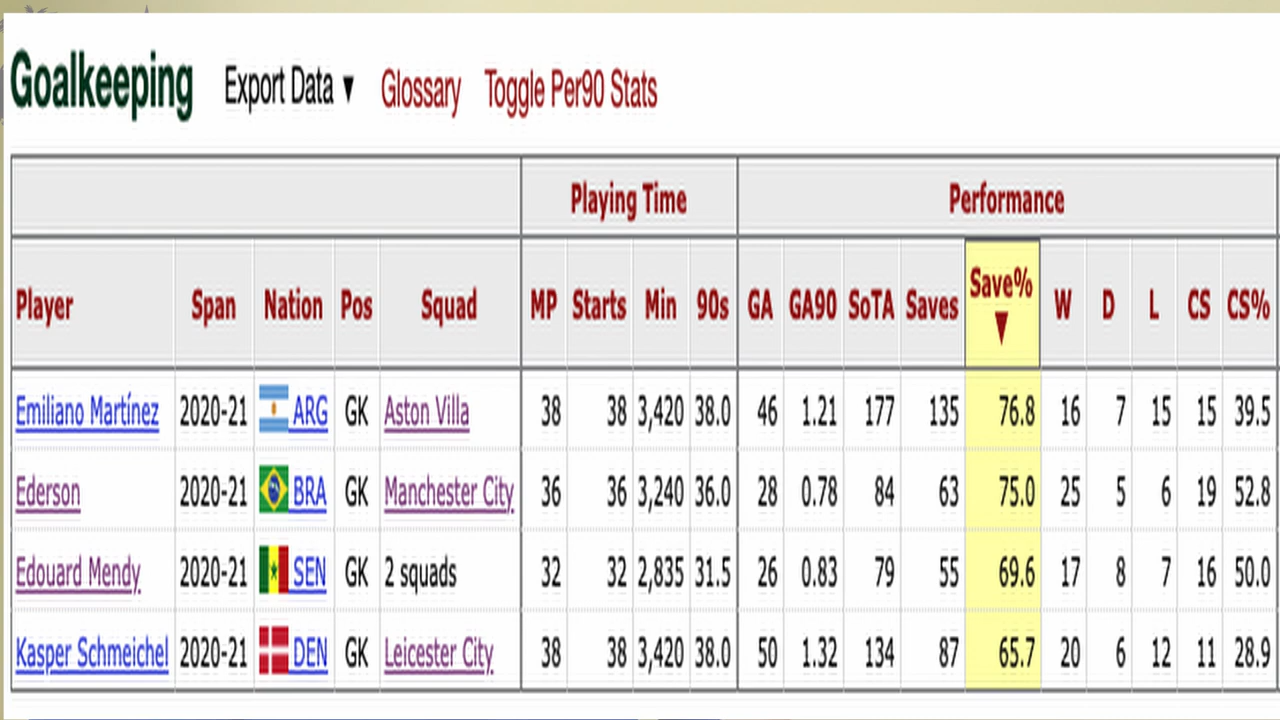 Goalkeeping Export Data ▼ Glossary Toggle Per90 Stats
Playing Time Performance
Player Span Nation Pos Squad MP Starts Min 90s GA GA90 SoTA Saves Save% ▼ W D L CS CS%
Emiliano Martínez 2020-21 ARG GK Aston Villa 38 38 3,420 38.0 46 1.21 177 135 76.8 16 7 15 15 39.5
Ederson 2020-21 BRA GK Manchester City 36 36 3,240 36.0 28 0.78 84 63 75.0 25 5 6 19 52.8
Edouard Mendy 2020-21 SEN GK 2 squads 32 32 2,835 31.5 26 0.83 79 55 69.6 17 8 7 16 50.0
Kasper Schmeichel 2020-21 DEN GK Leicester City 38 38 3,420 38.0 50 1.32 134 87 65.7 20 6 12 11 28.9